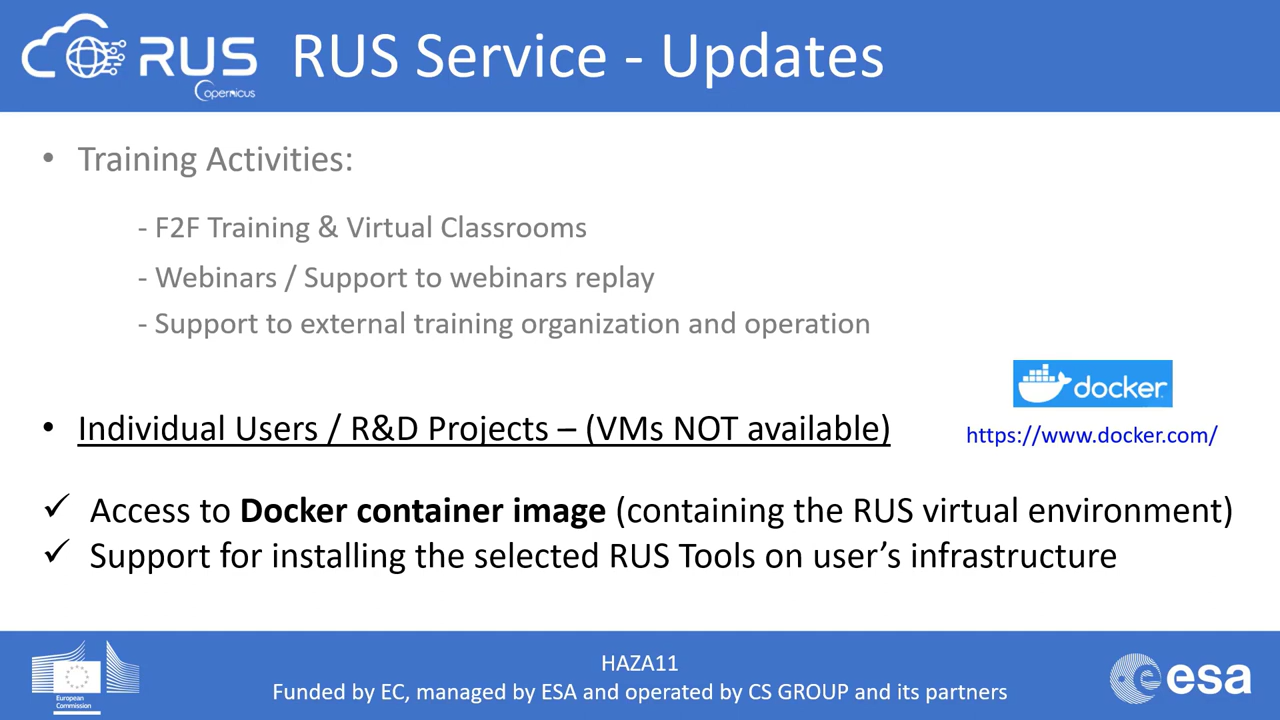 RUS
Copernicus
RUS Service - Updates
• Training Activities:
- F2F Training & Virtual Classrooms
- Webinars / Support to webinars replay
- Support to external training organization and operation
docker
• Individual Users / R&D Projects – (VMs NOT available)
https://www.docker.com/
✓ Access to Docker container image (containing the RUS virtual environment)
✓ Support for installing the selected RUS Tools on user’s infrastructure
European
Commission
HAZA11
Funded by EC, managed by ESA and operated by CS GROUP and its partners
esa